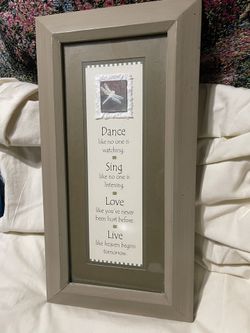 Dance
like no one is
watching.
Sing
like no one is
listening.
Love
like you've never
been hurt before.
Live
like heaven begins
tomorrow.